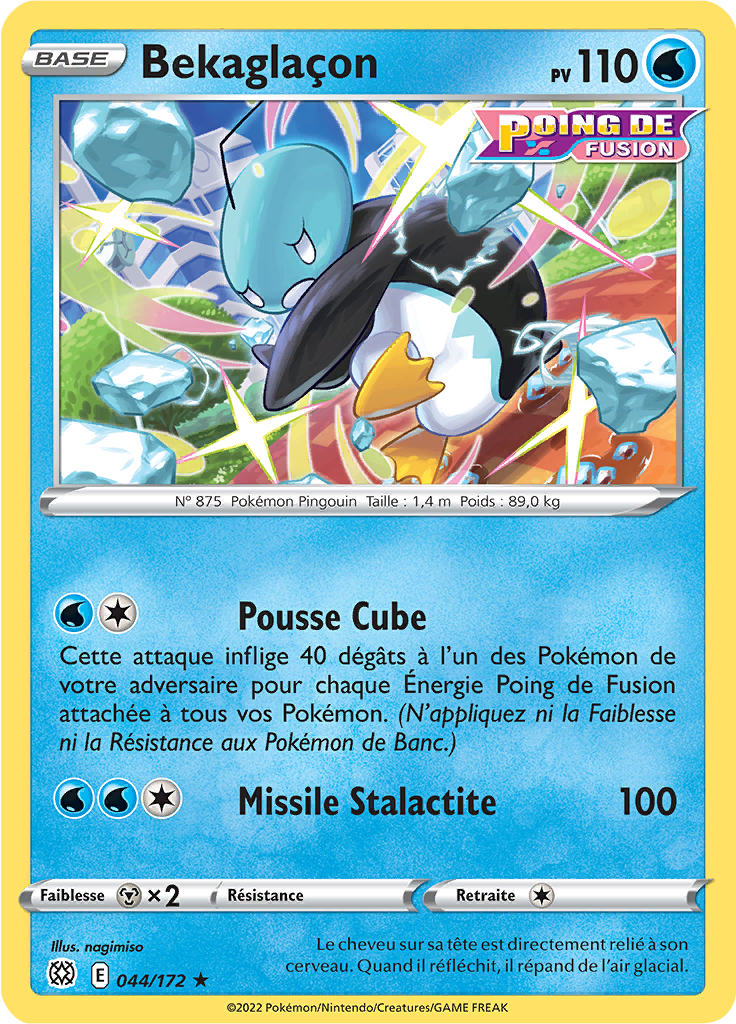 BASE
Bekaglaçon
PV 110
POING DE
FUSION
N° 875 Pokémon Pingouin Taille : 1,4 m Poids : 89,0 kg
Pousse Cube
Cette attaque inflige 40 dégâts à l'un des Pokémon de
votre adversaire pour chaque Énergie Poing de Fusion
attachée à tous vos Pokémon. (N'appliquez ni la Faiblesse
ni la Résistance aux Pokémon de Banc.)
Missile Stalactite 100
Faiblesse ×2 Résistance Retraite
Illus. nagimiso
Le cheveu sur sa tête est directement relié à son
cerveau. Quand il réfléchit, il répand de l'air glacial.
E 044/172 ★
©2022 Pokémon/Nintendo/Creatures/GAME FREAK